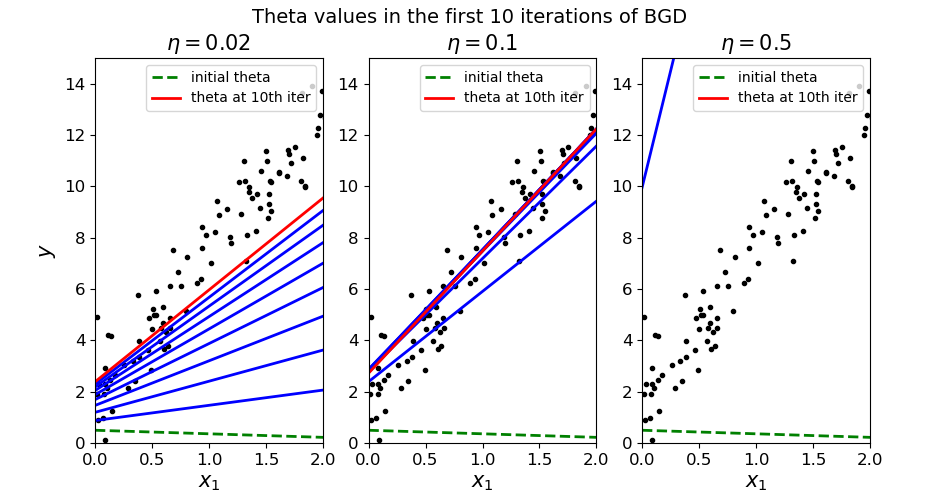 Theta values in the first 10 iterations of BGD
η = 0.02
initial theta
theta at 10th iter
y
14
12
10
8
6
4
2
0
0.0 0.5 1.0 1.5 2.0
x₁
η = 0.1
initial theta
theta at 10th iter
14
12
10
8
6
4
2
0
0.0 0.5 1.0 1.5 2.0
x₁
η = 0.5
initial theta
theta at 10th iter
14
12
10
8
6
4
2
0
0.0 0.5 1.0 1.5 2.0
x₁